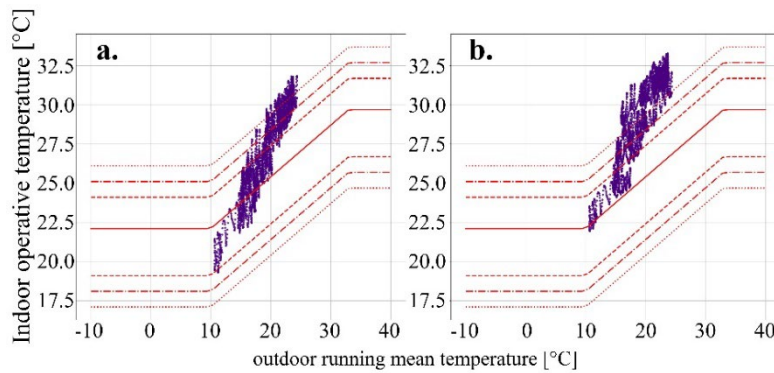 Indoor operative temperature [°C]
a.
b.
32.5
30.0
27.5
25.0
22.5
20.0
17.5
32.5
30.0
27.5
25.0
22.5
20.0
17.5
-10 0 10 20 30 40
-10 0 10 20 30 40
outdoor running mean temperature [°C]